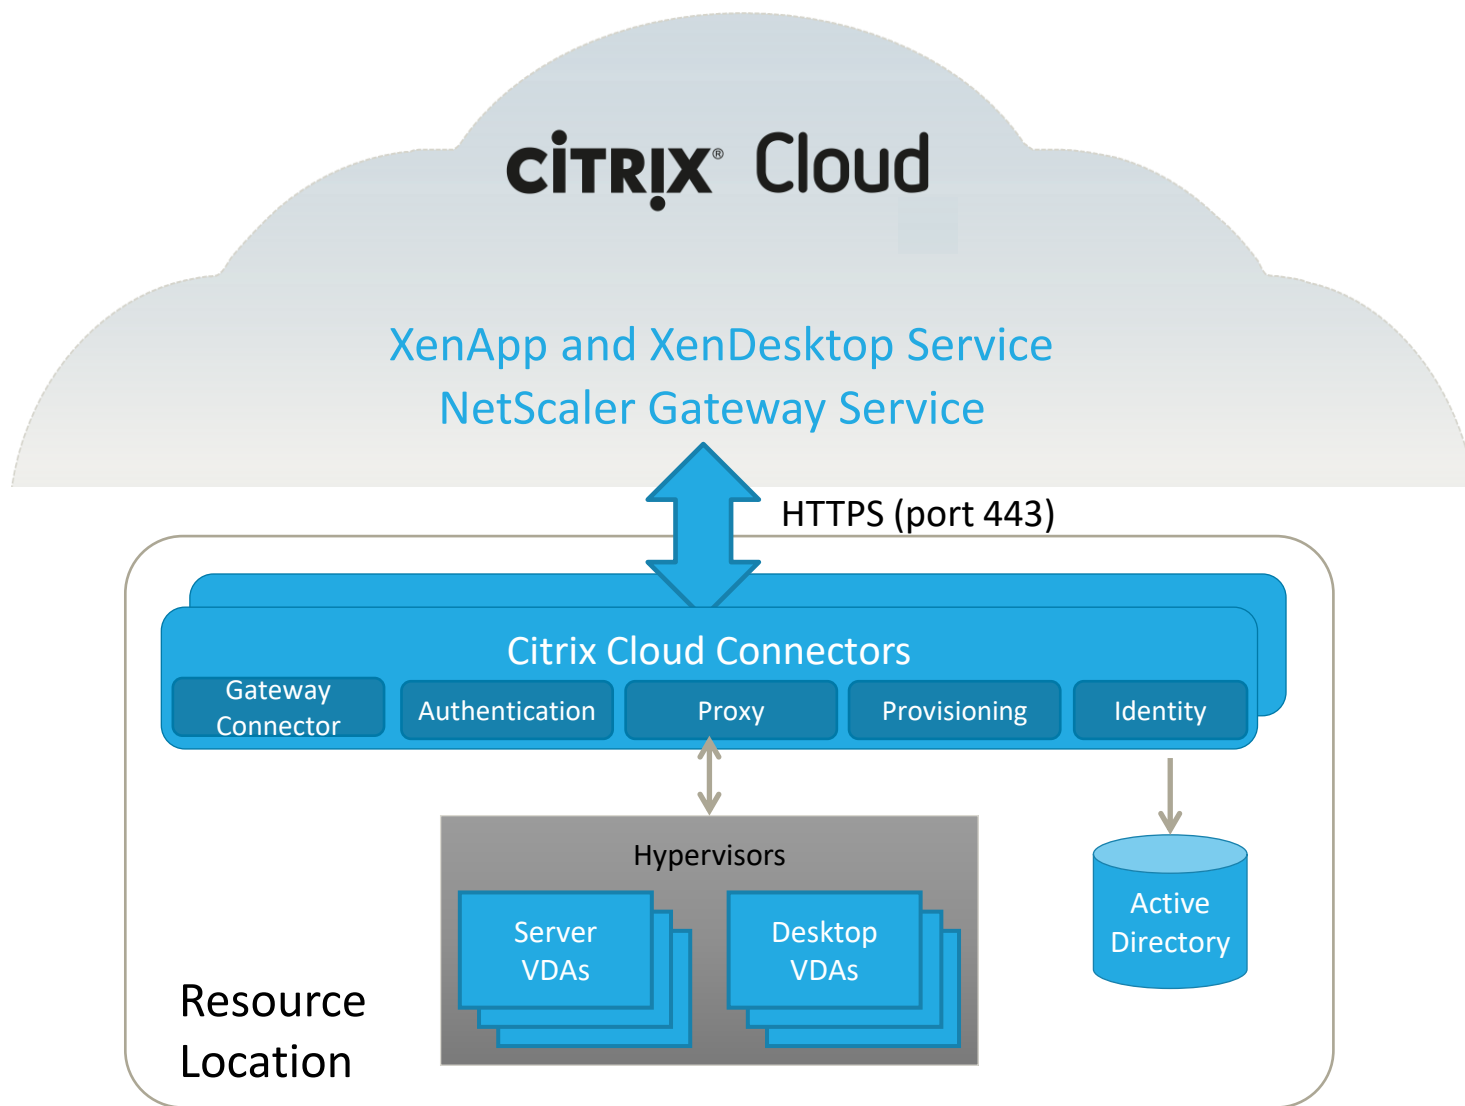 CiTRIX® Cloud
XenApp and XenDesktop Service
NetScaler Gateway Service
HTTPS (port 443)
Citrix Cloud Connectors
Gateway
Connector
Authentication
Proxy
Provisioning
Identity
Hypervisors
Server
VDAs
Desktop
VDAs
Active
Directory
Resource
Location